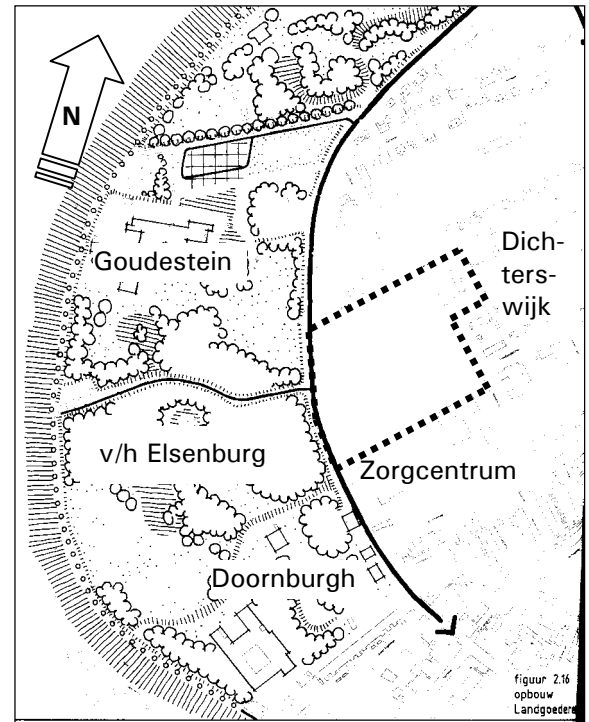 N
Goudestein
Dich-
ters-
wijk
v/h Elsenburg
Zorgcentrum
Doornburgh
figuur 2.16
opbouw
Landgoedere